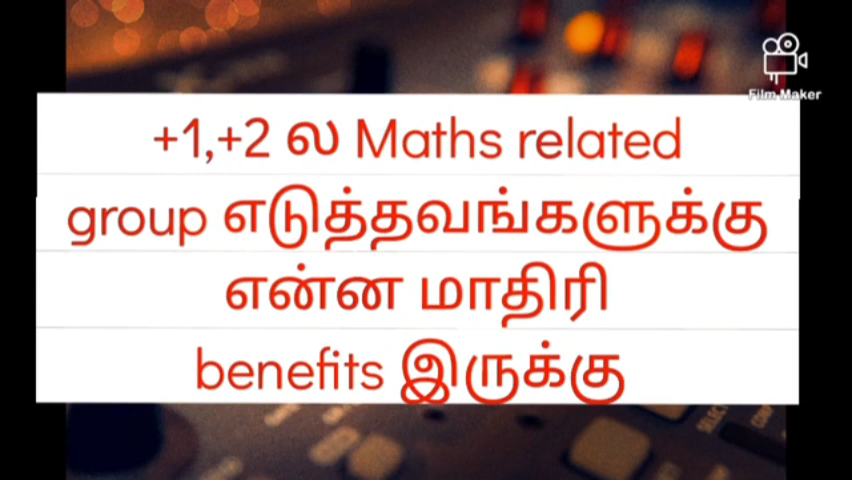 Film Maker
+1,+2 ல Maths related
group எடுத்தவங்களுக்கு
என்ன மாதிரி
benefits இருக்கு